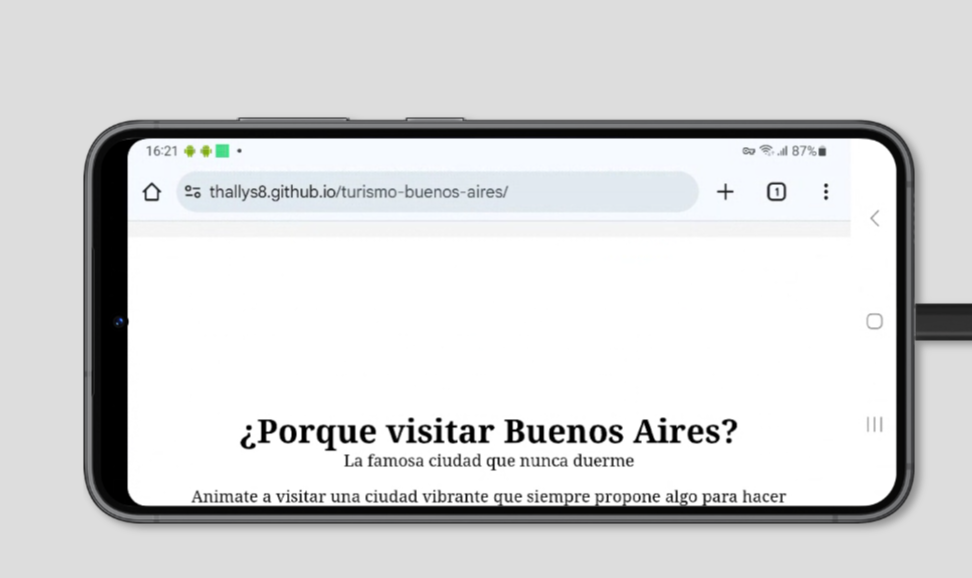 16:21
87%
thallys8.github.io/turismo-buenos-aires/
1
¿Porque visitar Buenos Aires?
La famosa ciudad que nunca duerme
Animate a visitar una ciudad vibrante que siempre propone algo para hacer